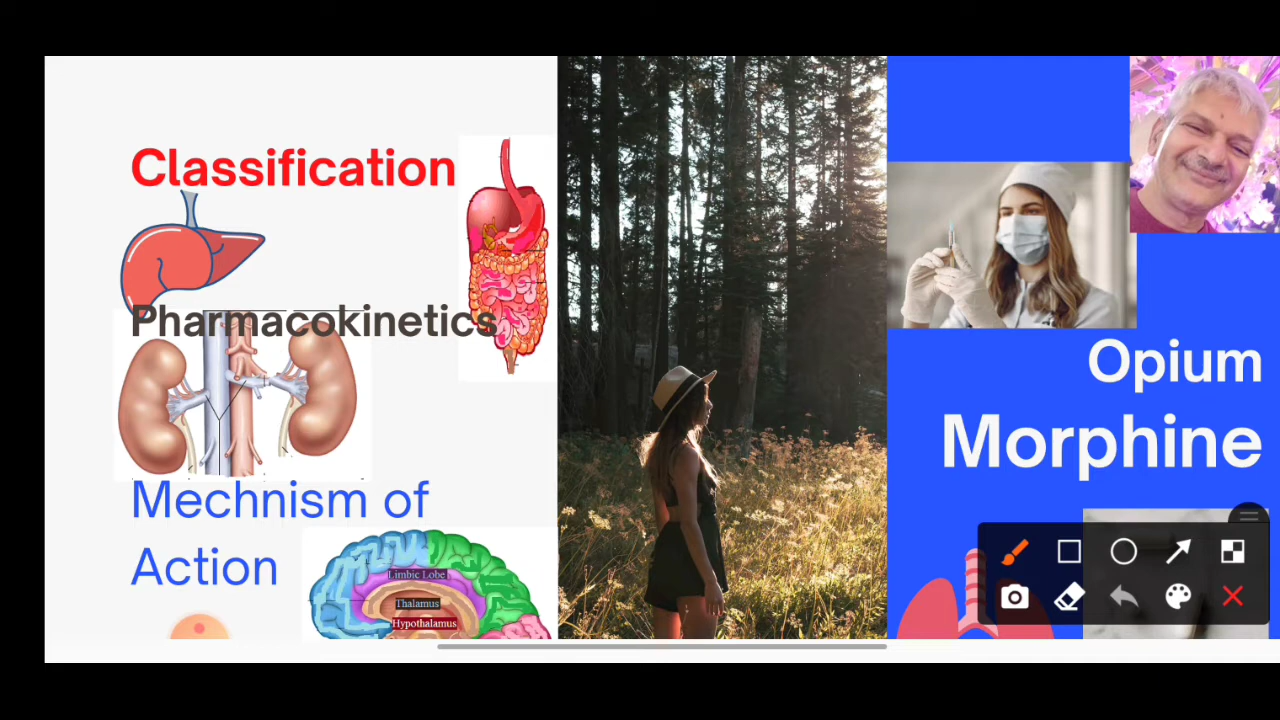 Classification
Pharmacokinetics
Mechnism of
Action
Limbic Lobe
Thalamus
Hypothalamus
Opium
Morphine